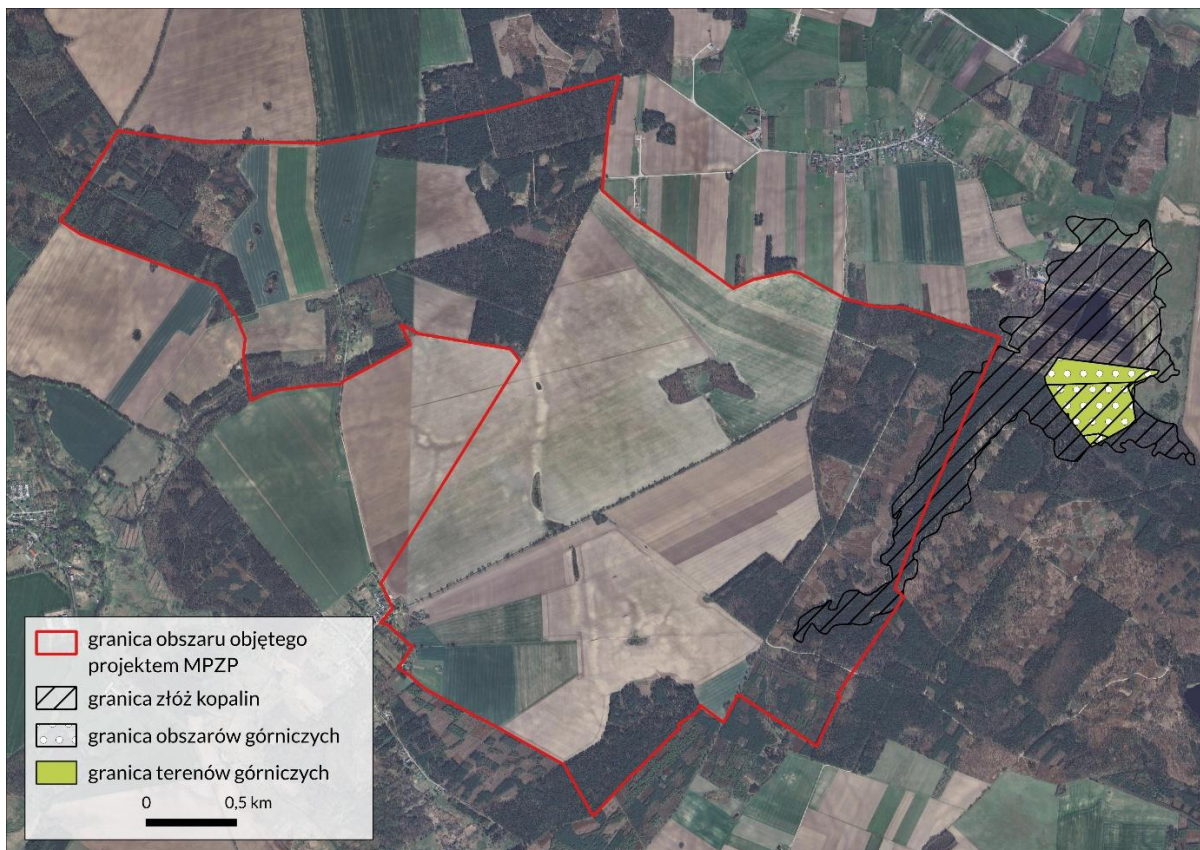 granica obszaru objętego
projektem MPZP
granica złóż kopalin
granica obszarów górniczych
granica terenów górniczych
0 0,5 km